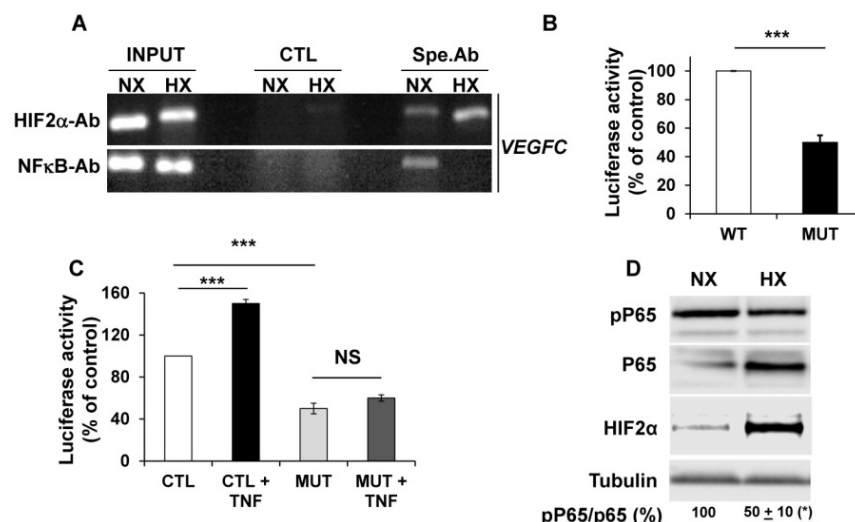 A
INPUT CTL Spe.Ab
NX HX NX HX NX HX
HIF2α-Ab
NFκB-Ab
VEGFC
B
***
Luciferase activity
(% of control)
100
80
60
40
20
0
WT MUT
C
***
***
NS
Luciferase activity
(% of control)
160
120
80
40
0
CTL CTL + TNF MUT MUT + TNF
D
NX HX
pP65
P65
HIF2α
Tubulin
pP65/p65 (%) 100 50 ± 10 (*)